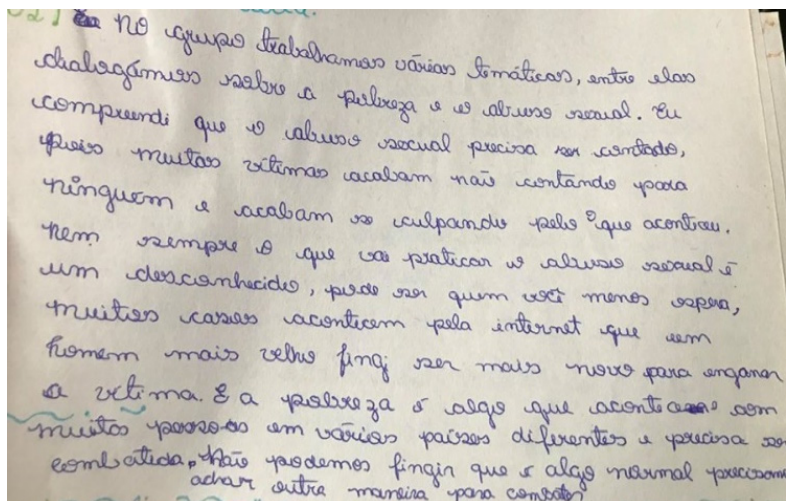 02) No grupo trabalhamos várias temáticas, entre elas
dialogámos sobre a pobreza e o abuso sexual. Eu
compreendi que o abuso sexual precisa ser contado,
pois muitas vítimas acabam não contando para
ninguém e acabam se culpando pelo o que aconteceu.
Nem sempre o que vai praticar o abuso sexual é
um desconhecido, pode ser quem você menos espera,
muitos casos acontecem pela internet que um
homem mais velho fingi ser mais novo para enganar
a vítima. E a pobreza é algo que acontece com
muitas pessoas em vários países diferentes e precisa ser
combatida, Não podemos fingir que é algo normal precisamos
achar outra maneira para combater